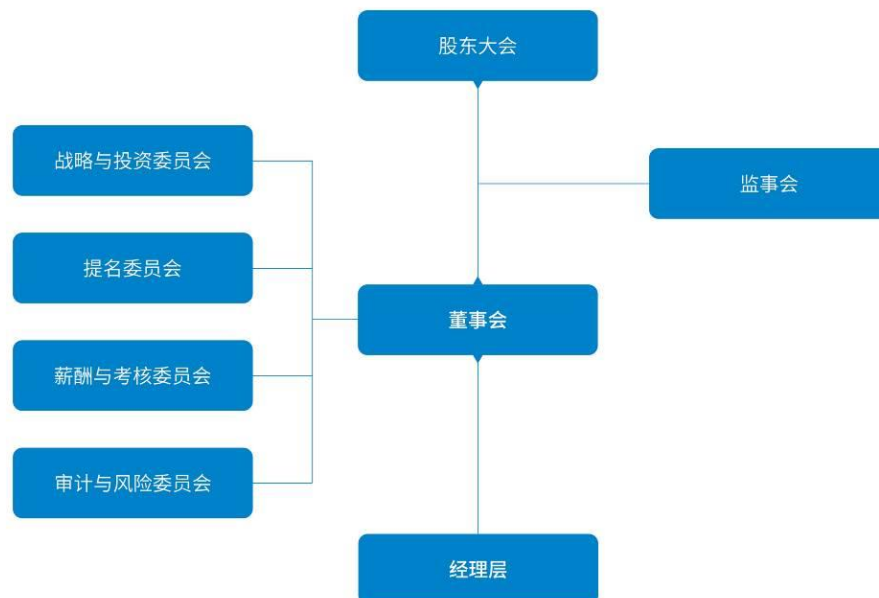 股东大会
战略与投资委员会
监事会
提名委员会
董事会
薪酬与考核委员会
审计与风险委员会
经理层